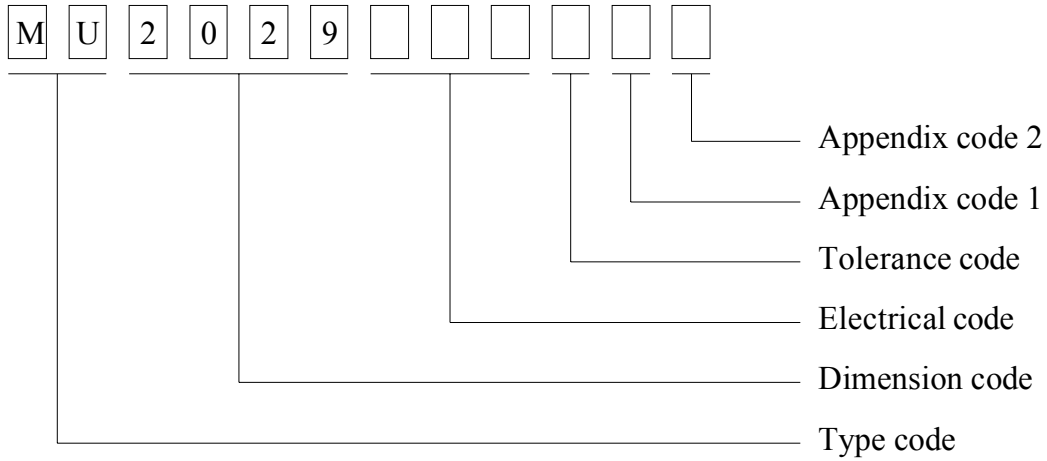 M U 2 0 2 9
Appendix code 2
Appendix code 1
Tolerance code
Electrical code
Dimension code
Type code